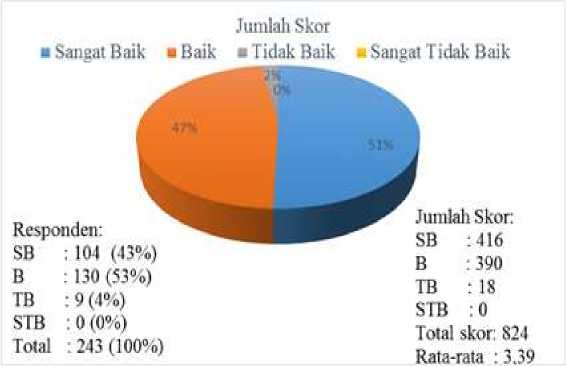 Jumlah Skor
Sangat Baik Baik Tidak Baik Sangat Tidak Baik
2%
0%
47%
51%
Responden:
SB : 104 (43%)
B : 130 (53%)
TB : 9 (4%)
STB : 0 (0%)
Total : 243 (100%)
Jumlah Skor:
SB : 416
B : 390
TB : 18
STB : 0
Total skor: 824
Rata-rata : 3,39